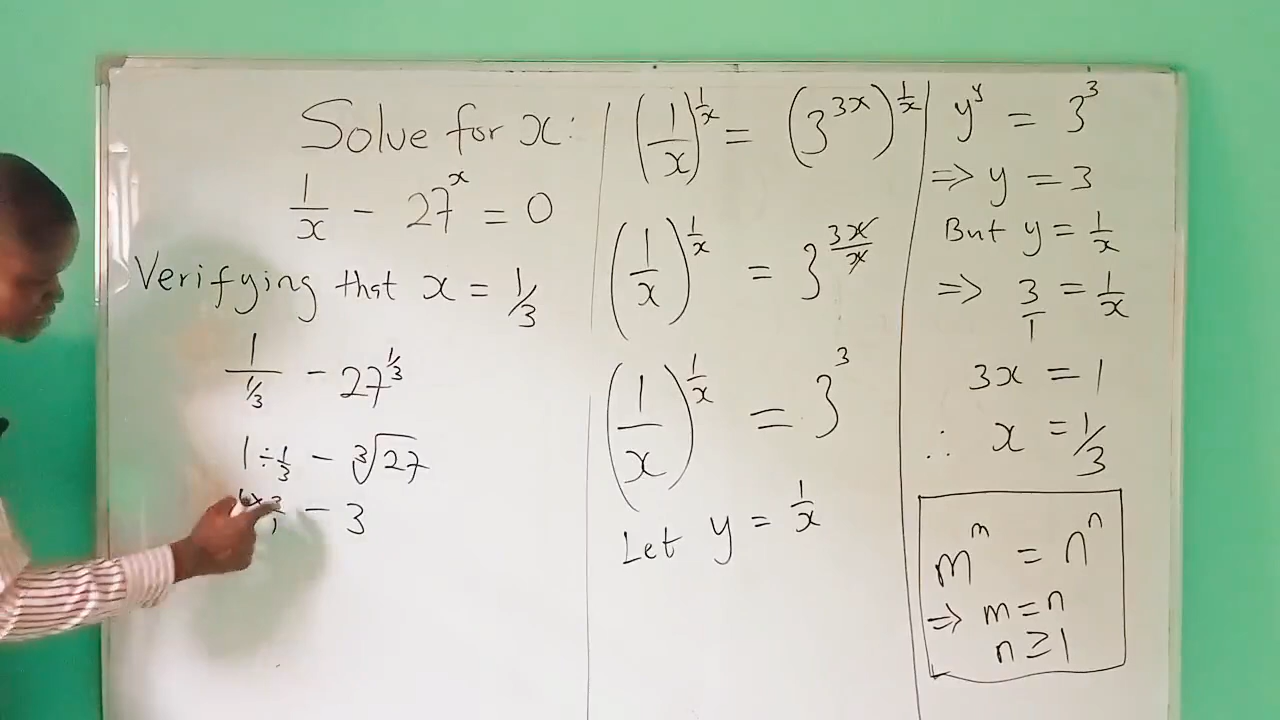 Solve for x:
1/x - 27^x = 0
Verifying that x = 1/3
1/(1/3) - 27^(1/3)
1 ÷ 1/3 - ∛27
1 × 3/1 - 3
(1/x)^(1/x) = (3^(3x))^(1/x)
(1/x)^(1/x) = 3^(3x/x)
(1/x)^(1/x) = 3^3
Let y = 1/x
y^y = 3^3
⇒ y = 3
But y = 1/x
⇒ 3/1 = 1/x
3x = 1
∴ x = 1/3
m^m = n^n
⇒ m = n
n ≥ 1